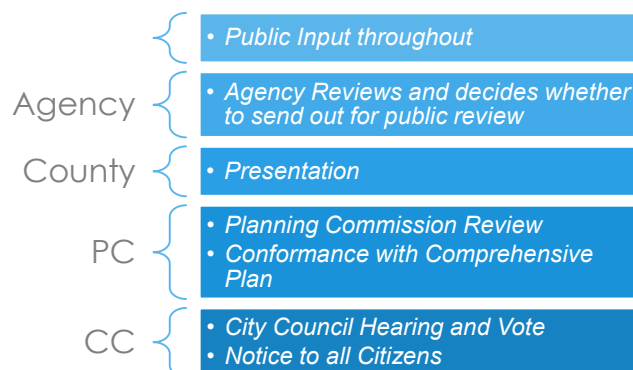 • Public Input throughout
Agency
• Agency Reviews and decides whether
to send out for public review
County
• Presentation
PC
• Planning Commission Review
• Conformance with Comprehensive
Plan
CC
• City Council Hearing and Vote
• Notice to all Citizens